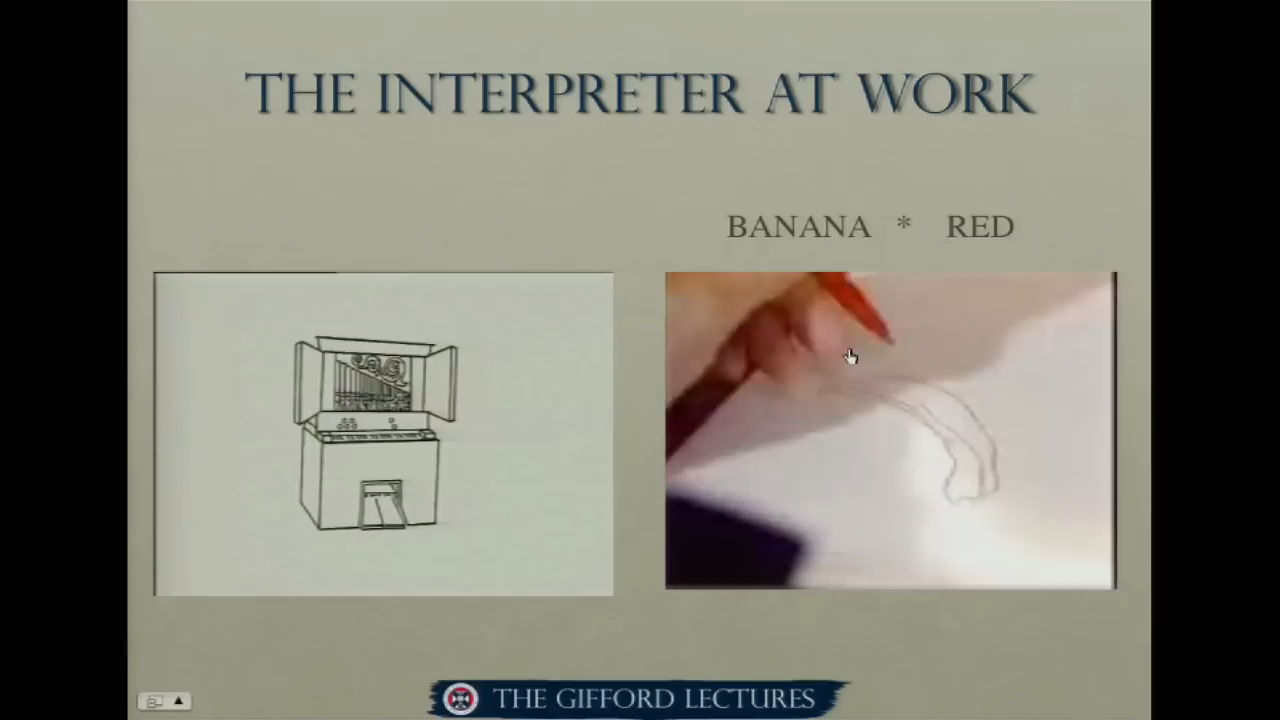 THE INTERPRETER AT WORK
BANANA * RED
THE GIFFORD LECTURES